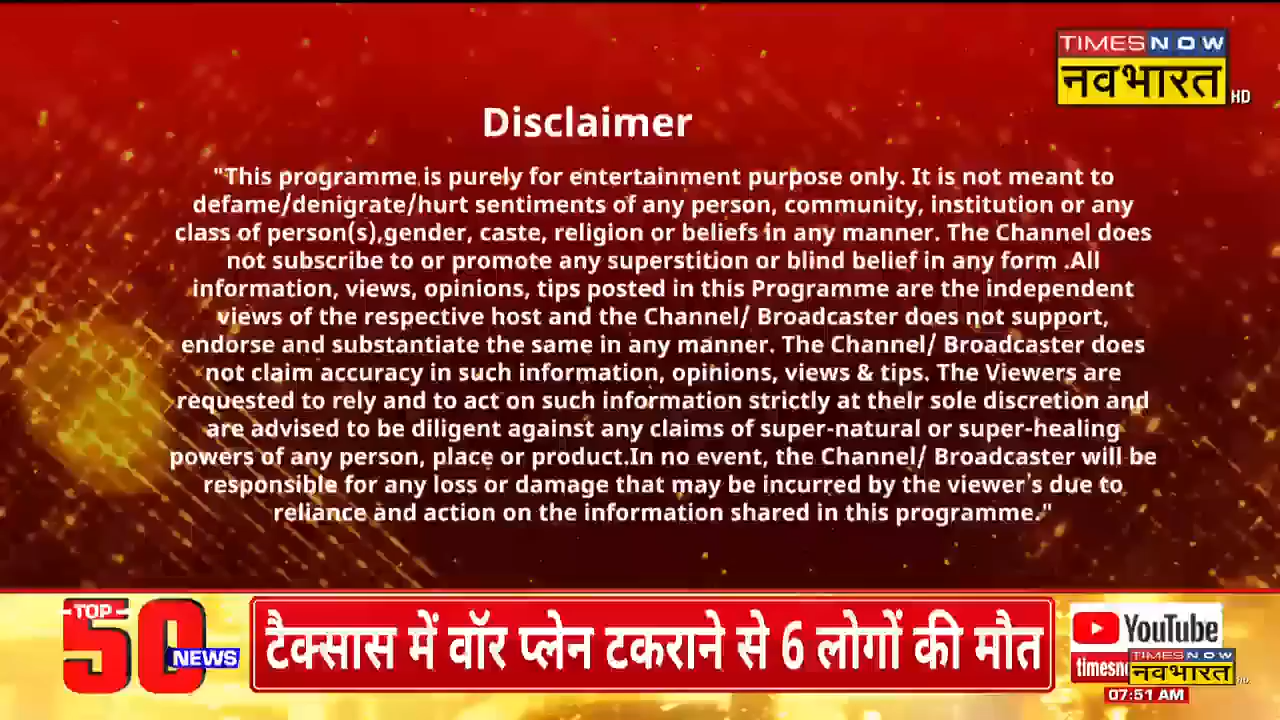 TIMES NOW
नवभारत
HD
Disclaimer
"This programme is purely for entertainment purpose only. It is not meant to
defame/denigrate/hurt sentiments of any person, community, institution or any
class of person(s),gender, caste, religion or beliefs in any manner. The Channel does
not subscribe to or promote any superstition or blind belief in any form .All
information, views, opinions, tips posted in this Programme are the independent
views of the respective host and the Channel/ Broadcaster does not support,
endorse and substantiate the same in any manner. The Channel/ Broadcaster does
not claim accuracy in such information, opinions, views & tips. The Viewers are
requested to rely and to act on such information strictly at their sole discretion and
are advised to be diligent against any claims of super-natural or super-healing
powers of any person, place or product.In no event, the Channel/ Broadcaster will be
responsible for any loss or damage that may be incurred by the viewer's due to
reliance and action on the information shared in this programme."
TOP
50
NEWS
टैक्सास में वॉर प्लेन टकराने से 6 लोगों की मौत
YouTube
TIMES NOW
नवभारत
07:51 AM